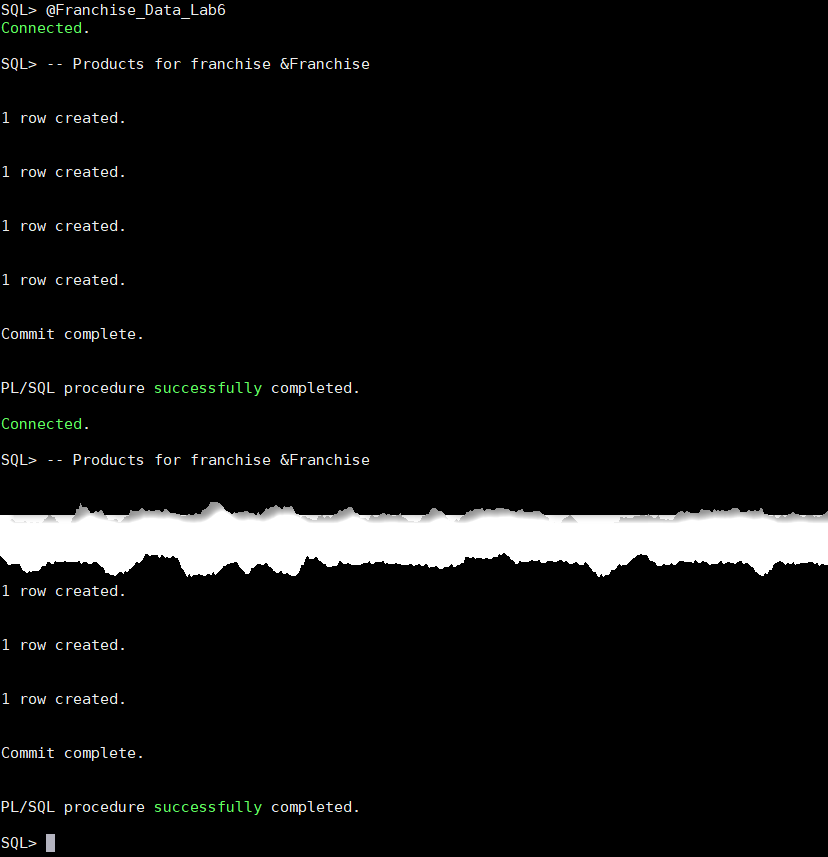 SQL> @Franchise_Data_Lab6
Connected.
SQL> -- Products for franchise &Franchise
1 row created.
1 row created.
1 row created.
1 row created.
Commit complete.
PL/SQL procedure successfully completed.
Connected.
SQL> -- Products for franchise &Franchise
1 row created.
1 row created.
1 row created.
Commit complete.
PL/SQL procedure successfully completed.
SQL>